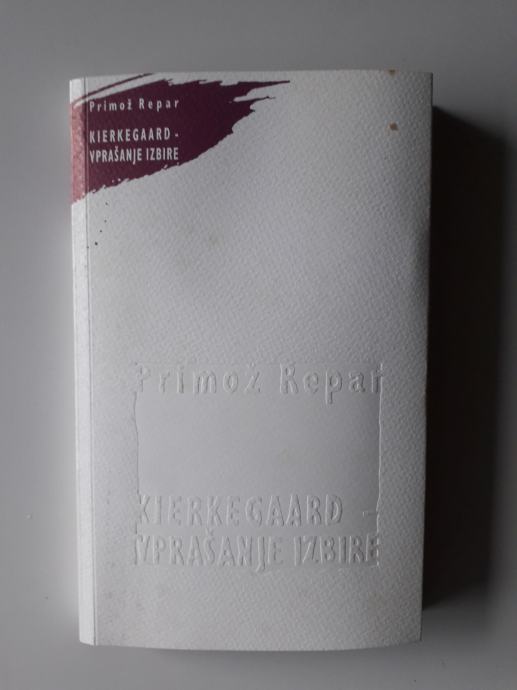 Primož Repar
KIERKEGAARD -
VPRAŠANJE IZBIRE
Primož Repar
KIERKEGAARD -
VPRAŠANJE IZBIRE